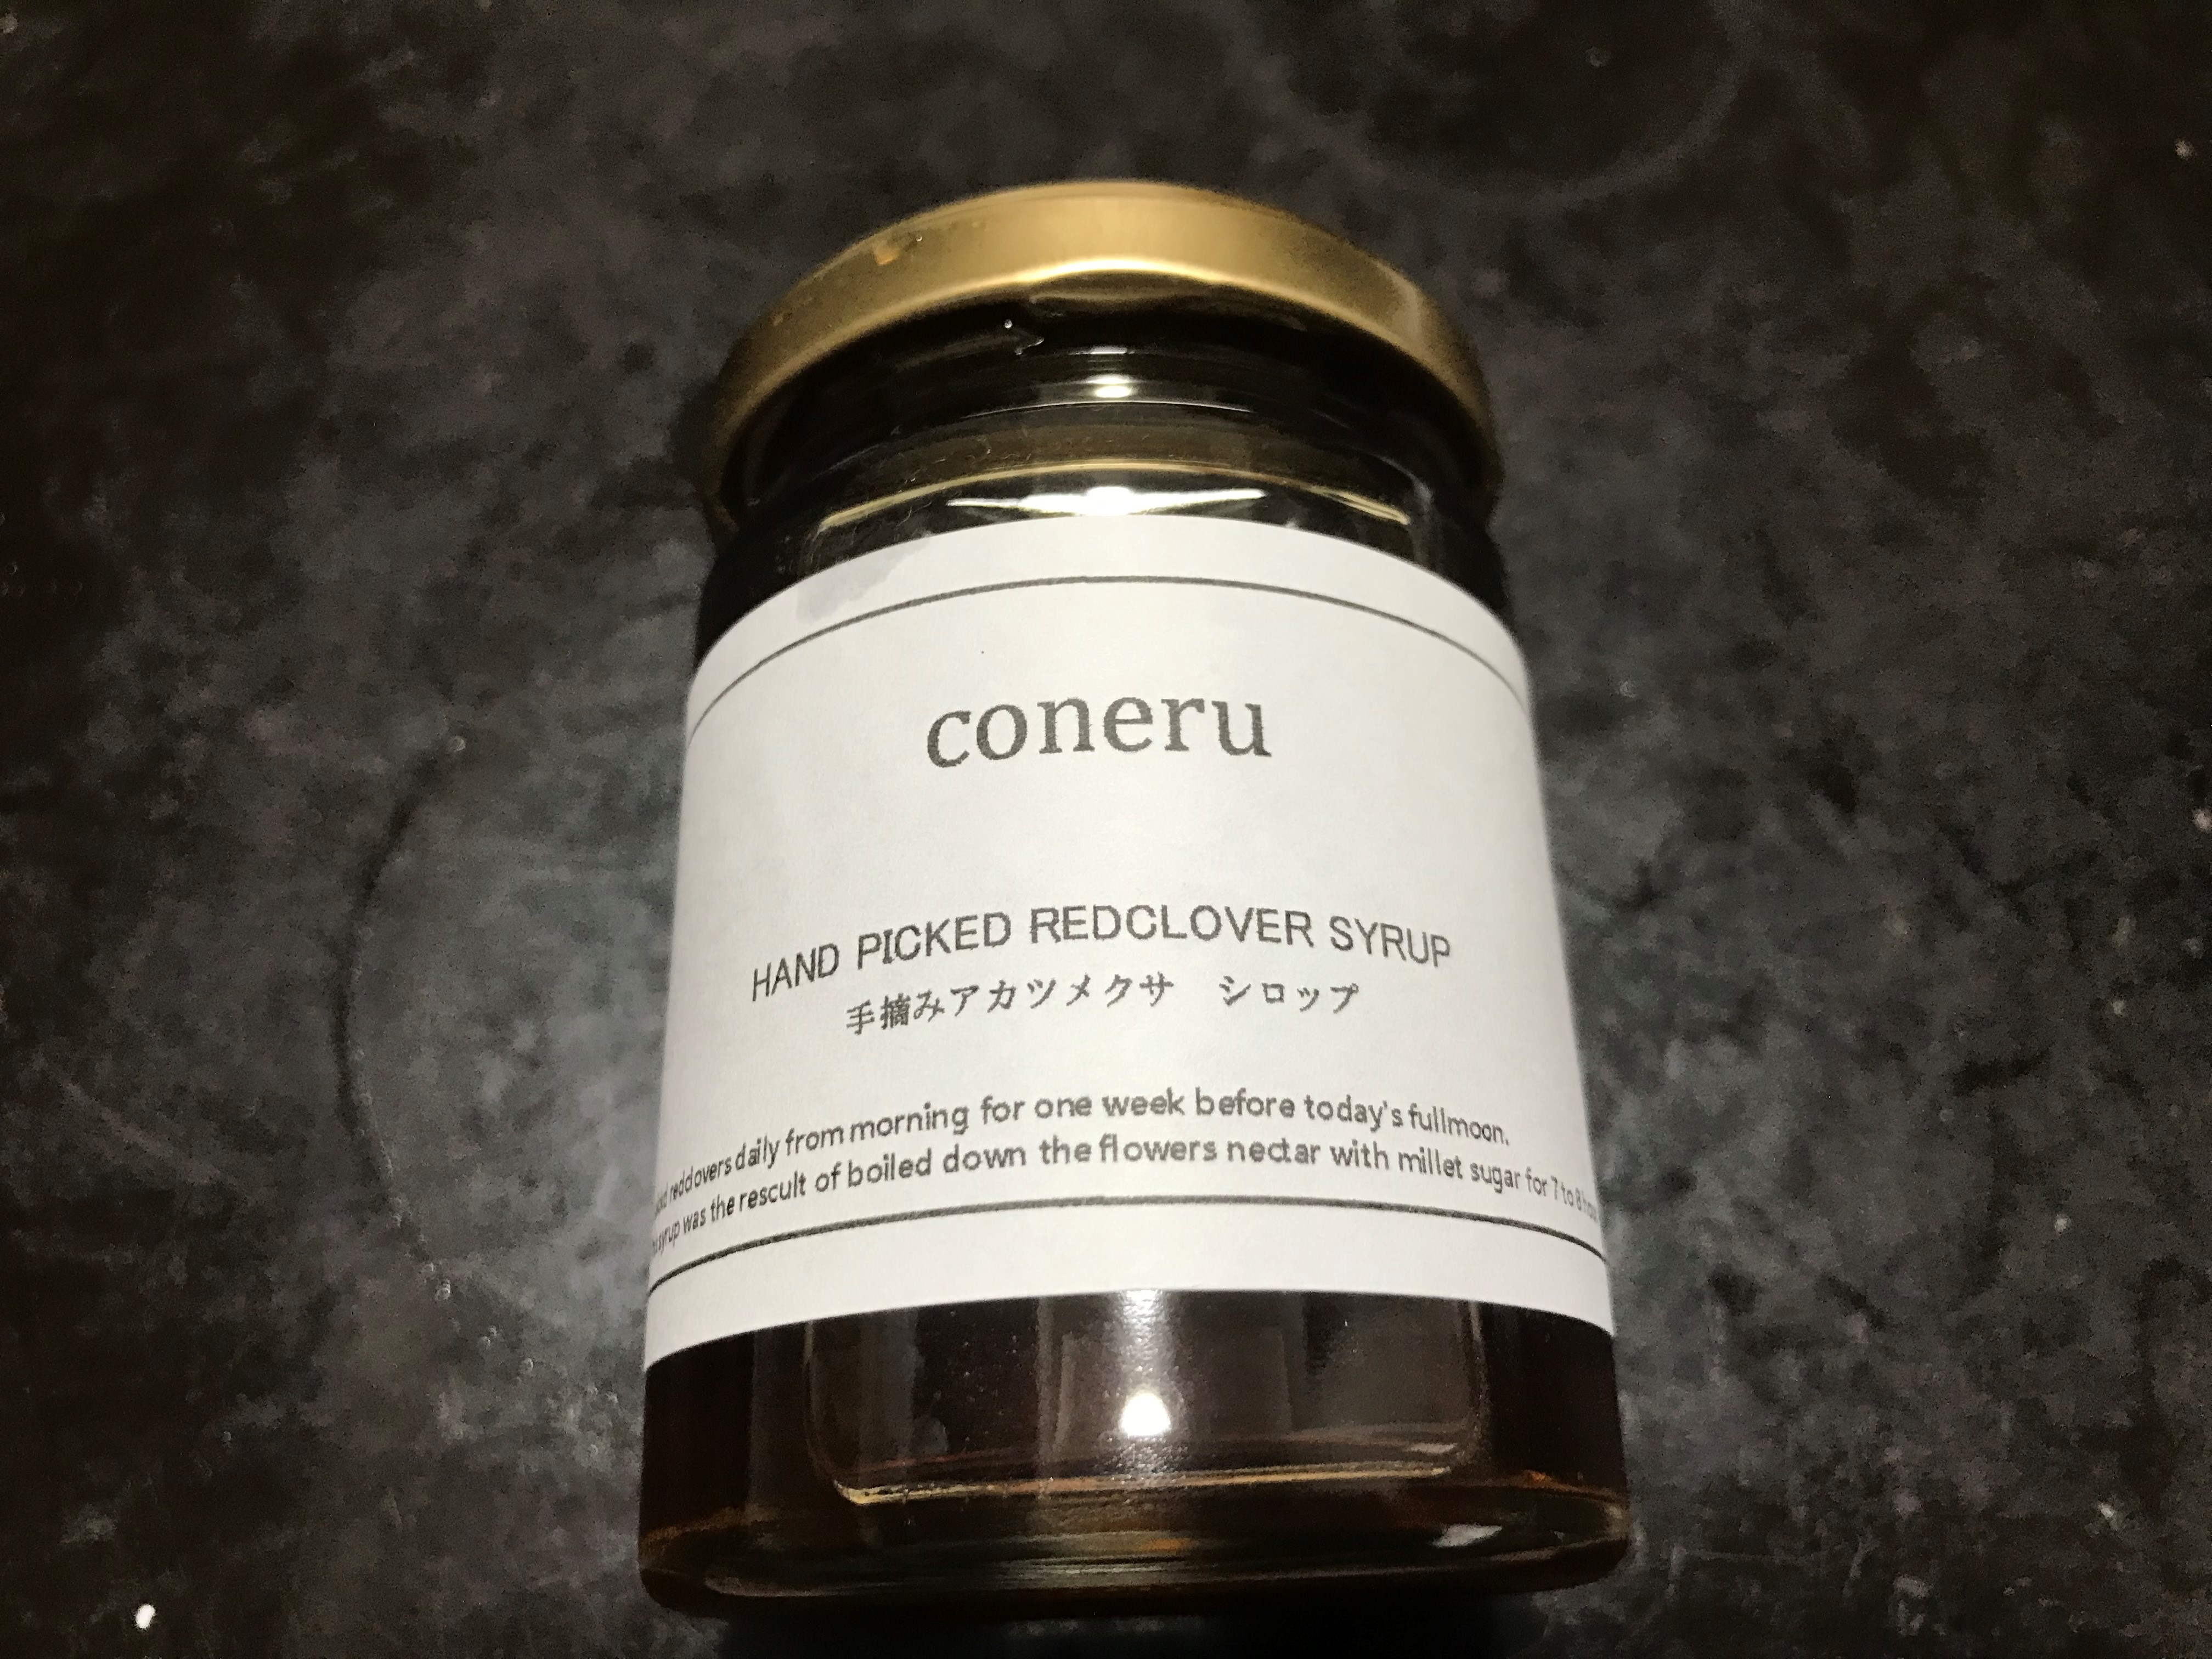 coneru
HAND PICKED REDCLOVER SYRUP
手摘みアカツメクサ　シロップ
redclovers daily from morning for one week before today's fullmoon.
syrup was the rescult of boiled down the flowers nectar with millet sugar for 7 to 8